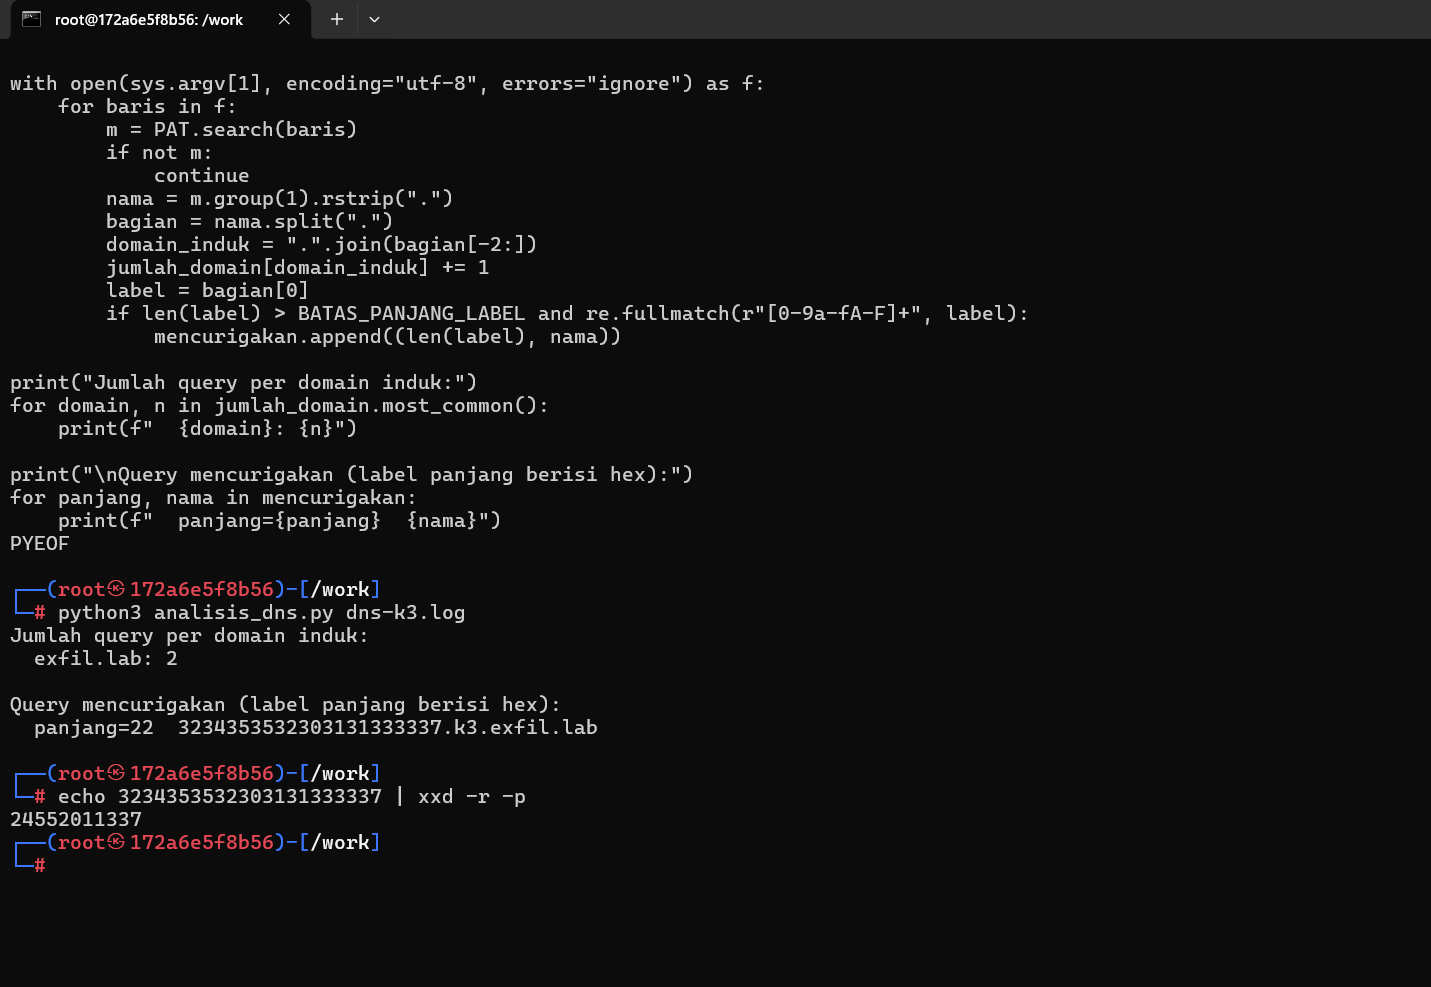 root@172a6e5f8b56: /work
with open(sys.argv[1], encoding="utf-8", errors="ignore") as f:
    for baris in f:
        m = PAT.search(baris)
        if not m:
            continue
        nama = m.group(1).rstrip(".")
        bagian = nama.split(".")
        domain_induk = ".".join(bagian[-2:])
        jumlah_domain[domain_induk] += 1
        label = bagian[0]
        if len(label) > BATAS_PANJANG_LABEL and re.fullmatch(r"[0-9a-fA-F]+", label):
            mencurigakan.append((len(label), nama))
print("Jumlah query per domain induk:")
for domain, n in jumlah_domain.most_common():
    print(f"  {domain}: {n}")
print("\nQuery mencurigakan (label panjang berisi hex):")
for panjang, nama in mencurigakan:
    print(f"  panjang={panjang}  {nama}")
PYEOF
┌──(root㉿172a6e5f8b56)-[/work]
└─# python3 analisis_dns.py dns-k3.log
Jumlah query per domain induk:
  exfil.lab: 2
Query mencurigakan (label panjang berisi hex):
  panjang=22  3234353532303131333337.k3.exfil.lab
┌──(root㉿172a6e5f8b56)-[/work]
└─# echo 3234353532303131333337 | xxd -r -p
24552011337
┌──(root㉿172a6e5f8b56)-[/work]
└─#